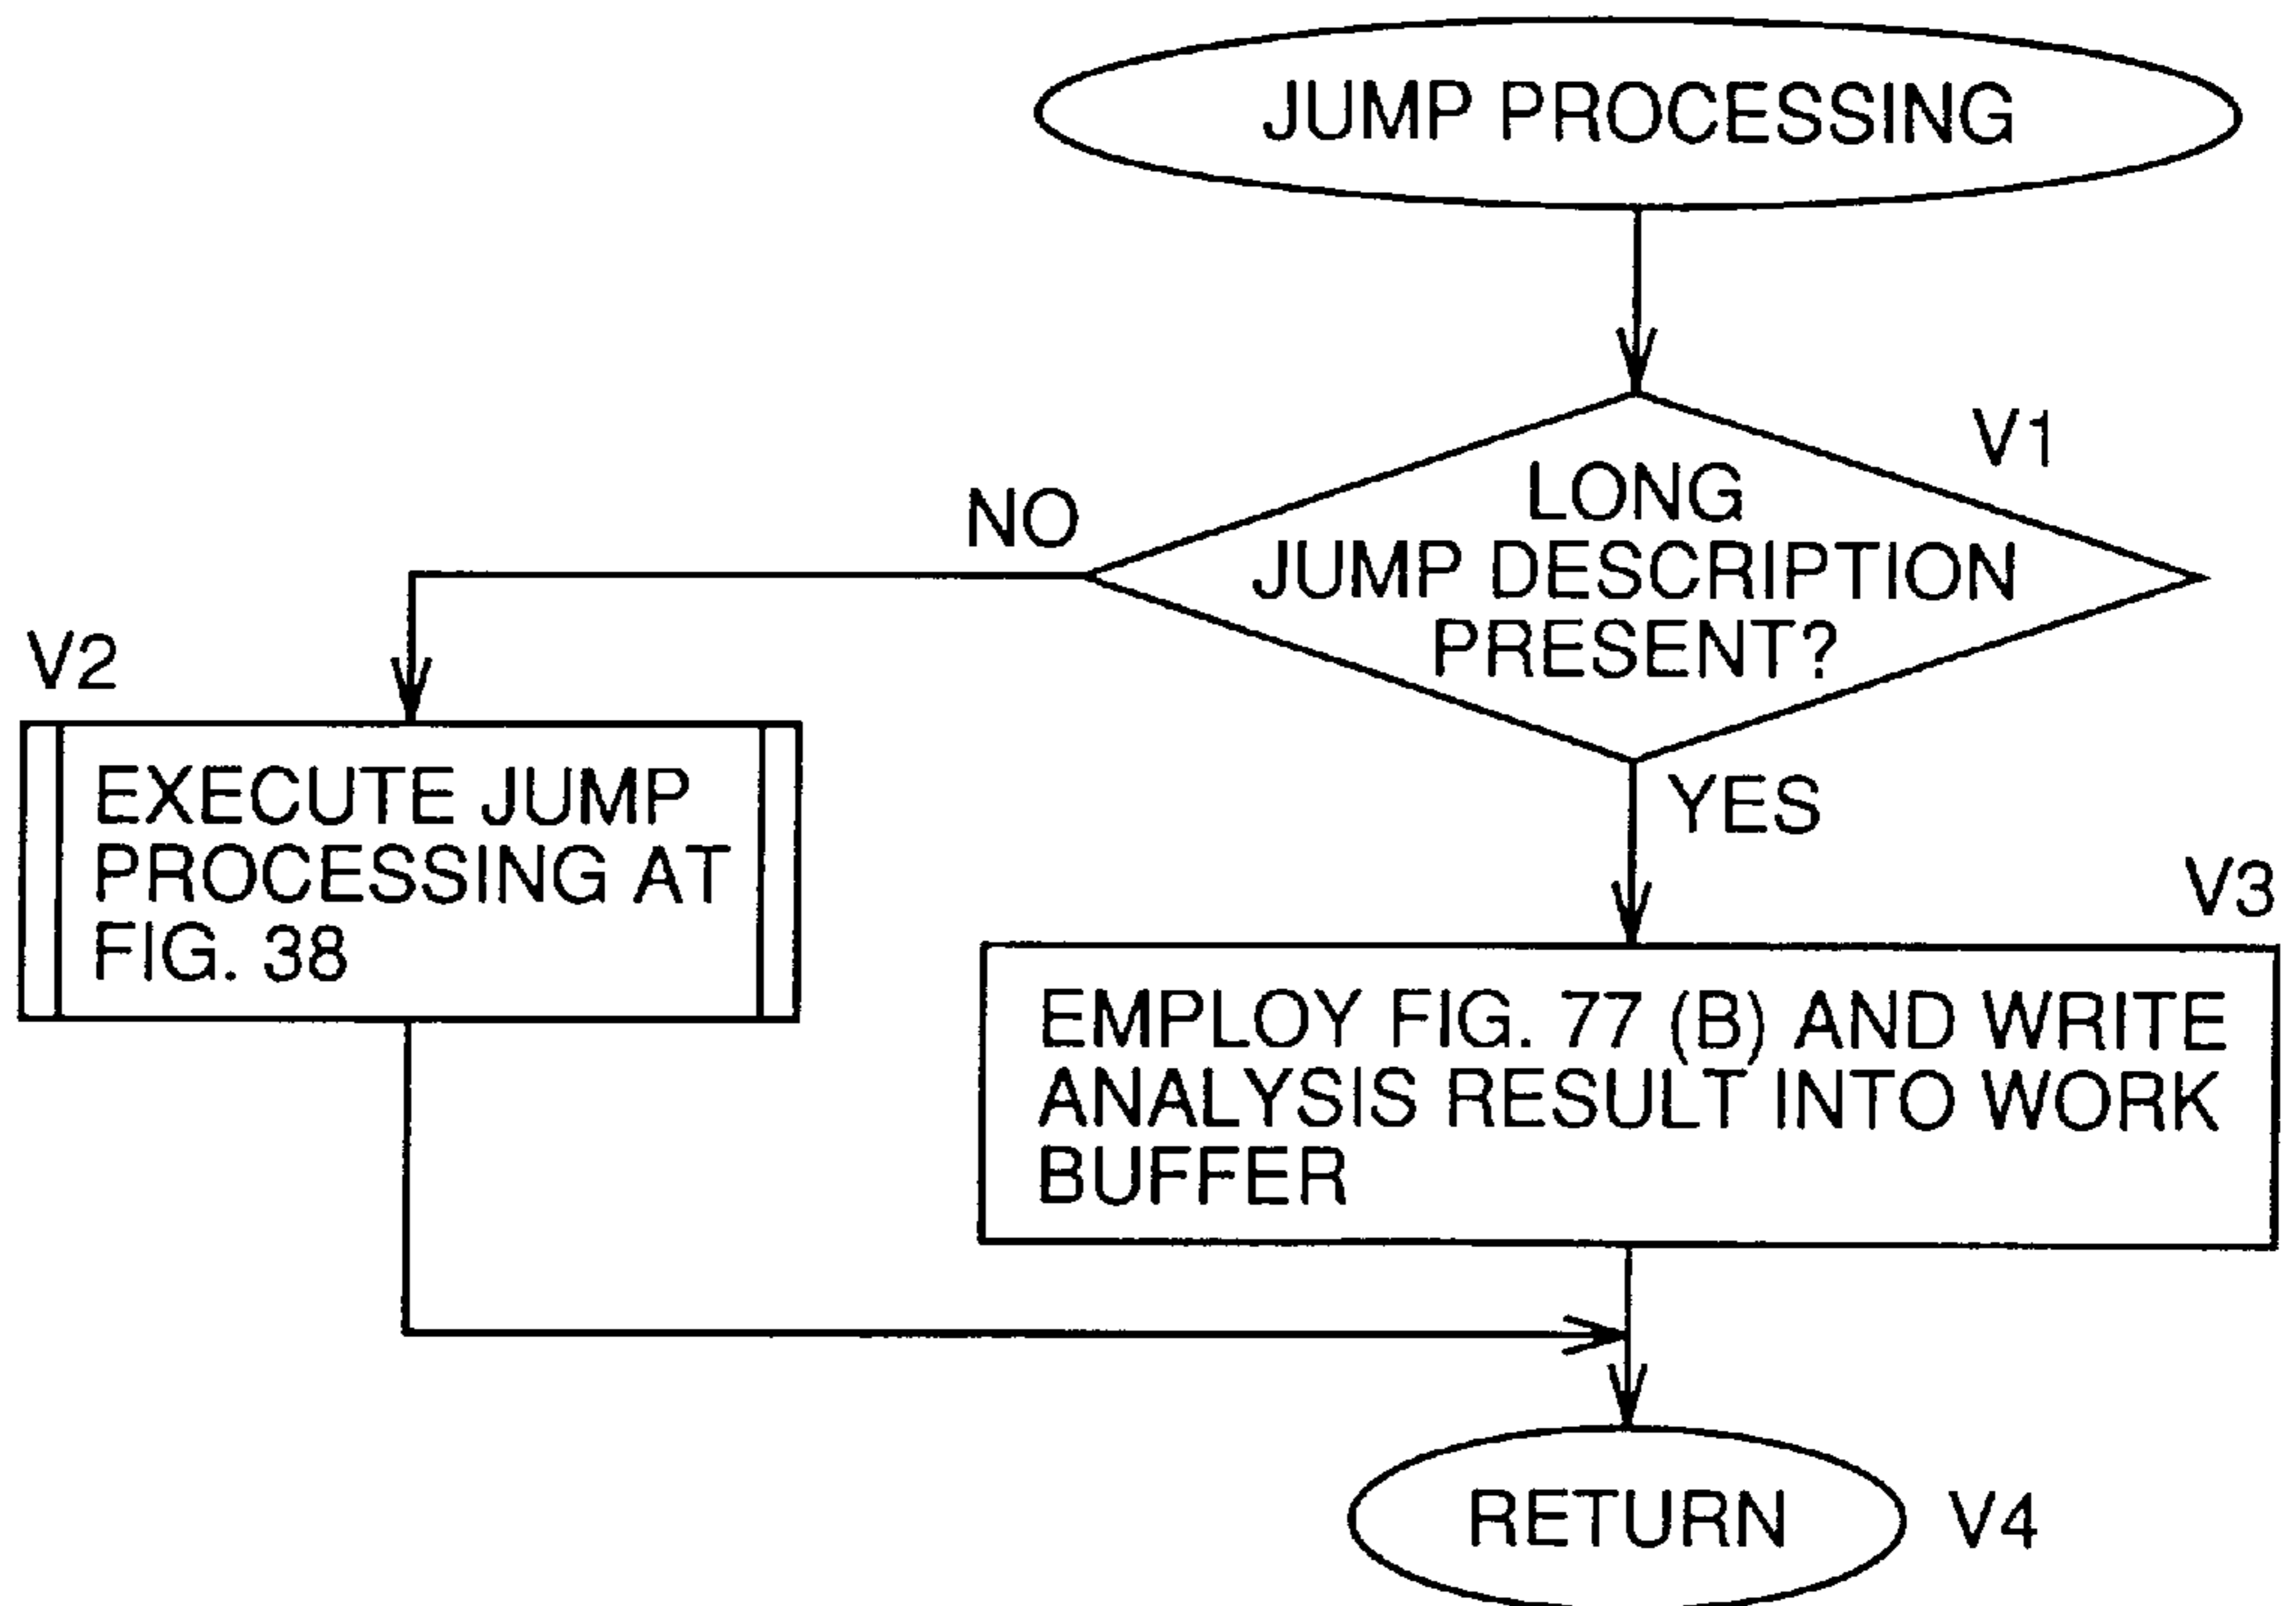 JUMP PROCESSING
V1
LONG
JUMP DESCRIPTION
PRESENT?
NO
YES
V2
EXECUTE JUMP
PROCESSING AT
FIG. 38
V3
EMPLOY FIG. 77 (B) AND WRITE
ANALYSIS RESULT INTO WORK
BUFFER
RETURN
V4